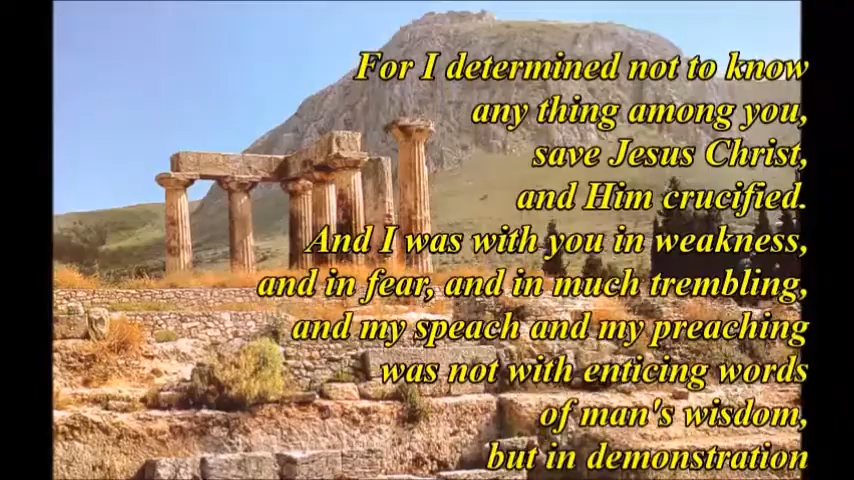 For I determined not to know
any thing among you,
save Jesus Christ,
and Him crucified.
And I was with you in weakness,
and in fear, and in much trembling,
and my speach and my preaching
was not with enticing words
of man's wisdom,
but in demonstration